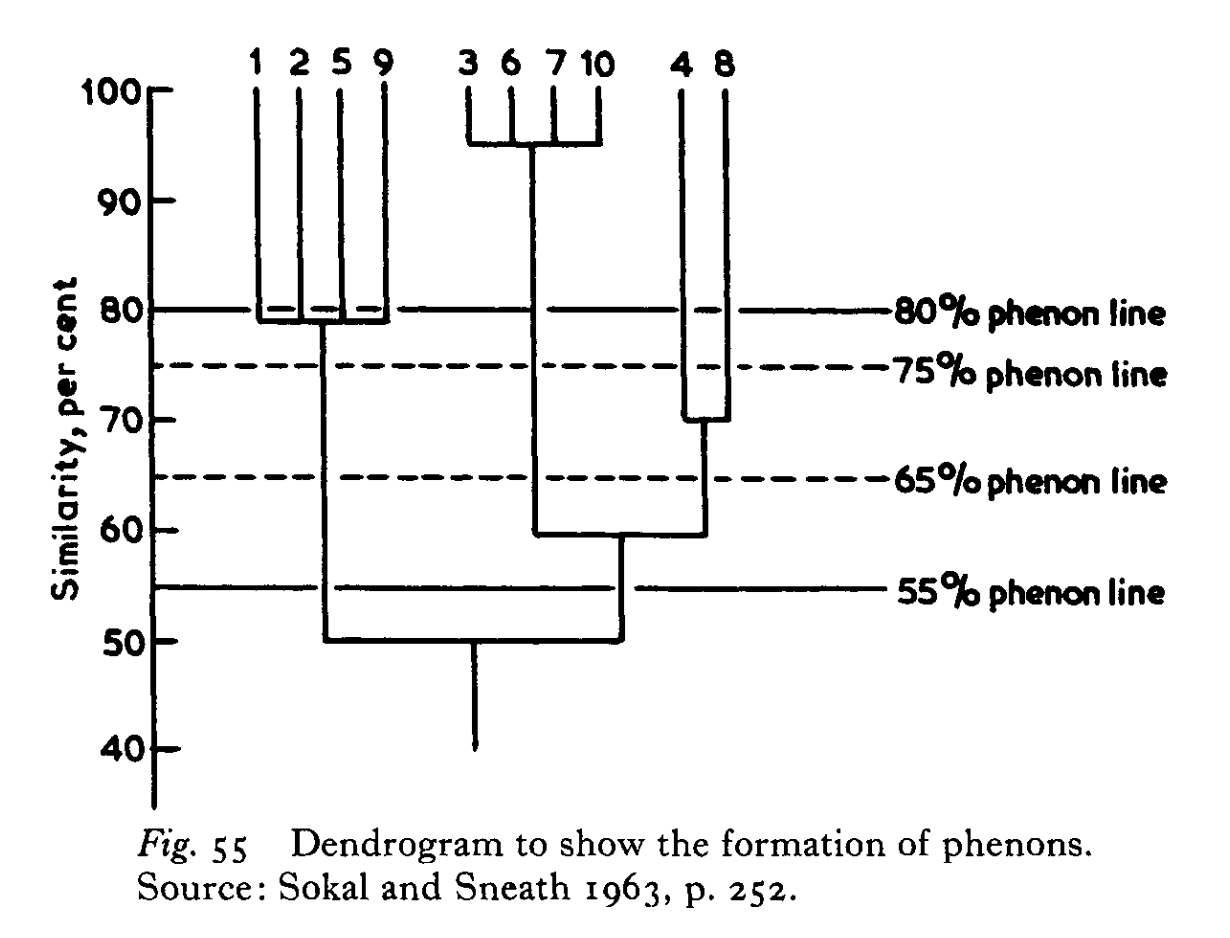 1 2 5 9 3 6 7 10 4 8
100
90
80
80% phenon line
75% phenon line
70
65% phenon line
60
55% phenon line
50
40
Similarity, per cent
Fig. 55 Dendrogram to show the formation of phenons.
Source: Sokal and Sneath 1963, p. 252.